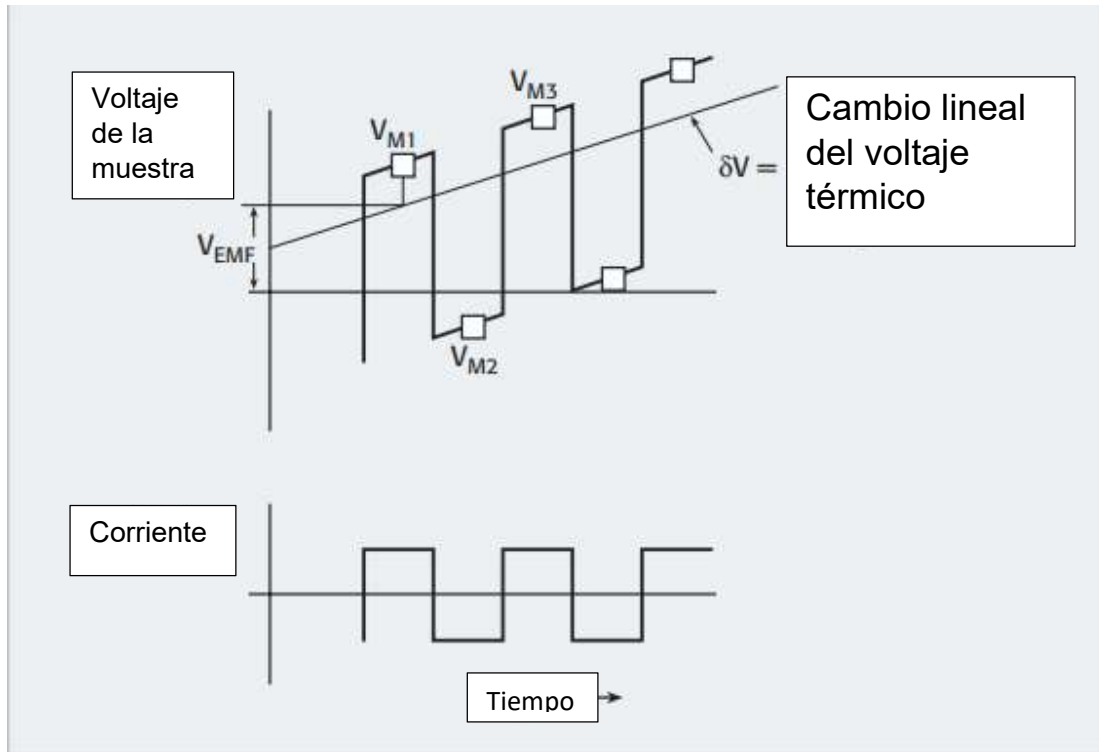 Voltaje
de la
muestra
V_M1
V_M3
Cambio lineal
del voltaje
térmico
δV =
V_EMF
V_M2
Corriente
Tiempo